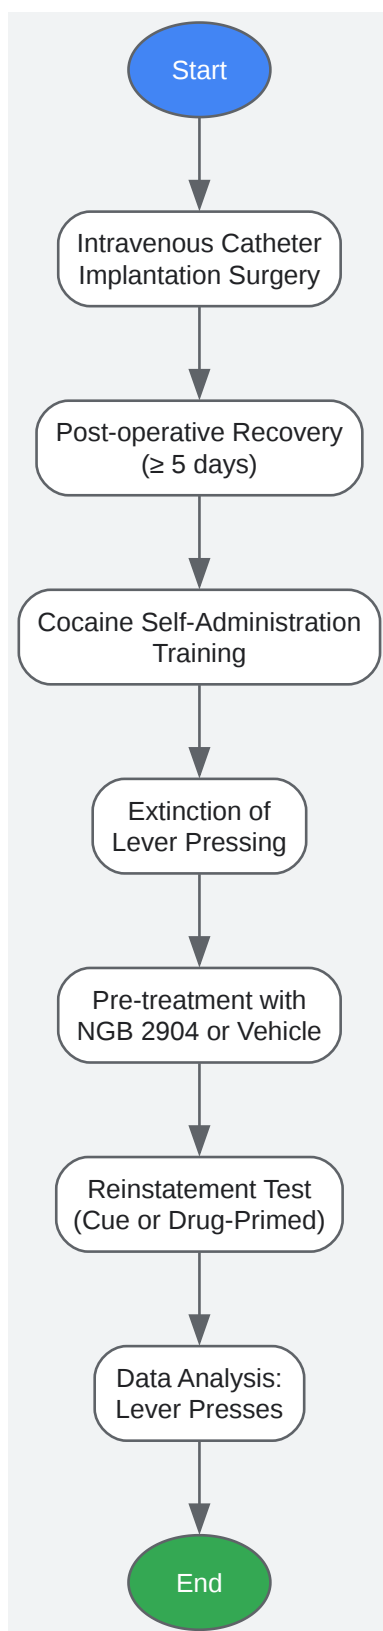 Start
Intravenous Catheter
Implantation Surgery
Post-operative Recovery
(≥ 5 days)
Cocaine Self-Administration
Training
Extinction of
Lever Pressing
Pre-treatment with
NGB 2904 or Vehicle
Reinstatement Test
(Cue or Drug-Primed)
Data Analysis:
Lever Presses
End